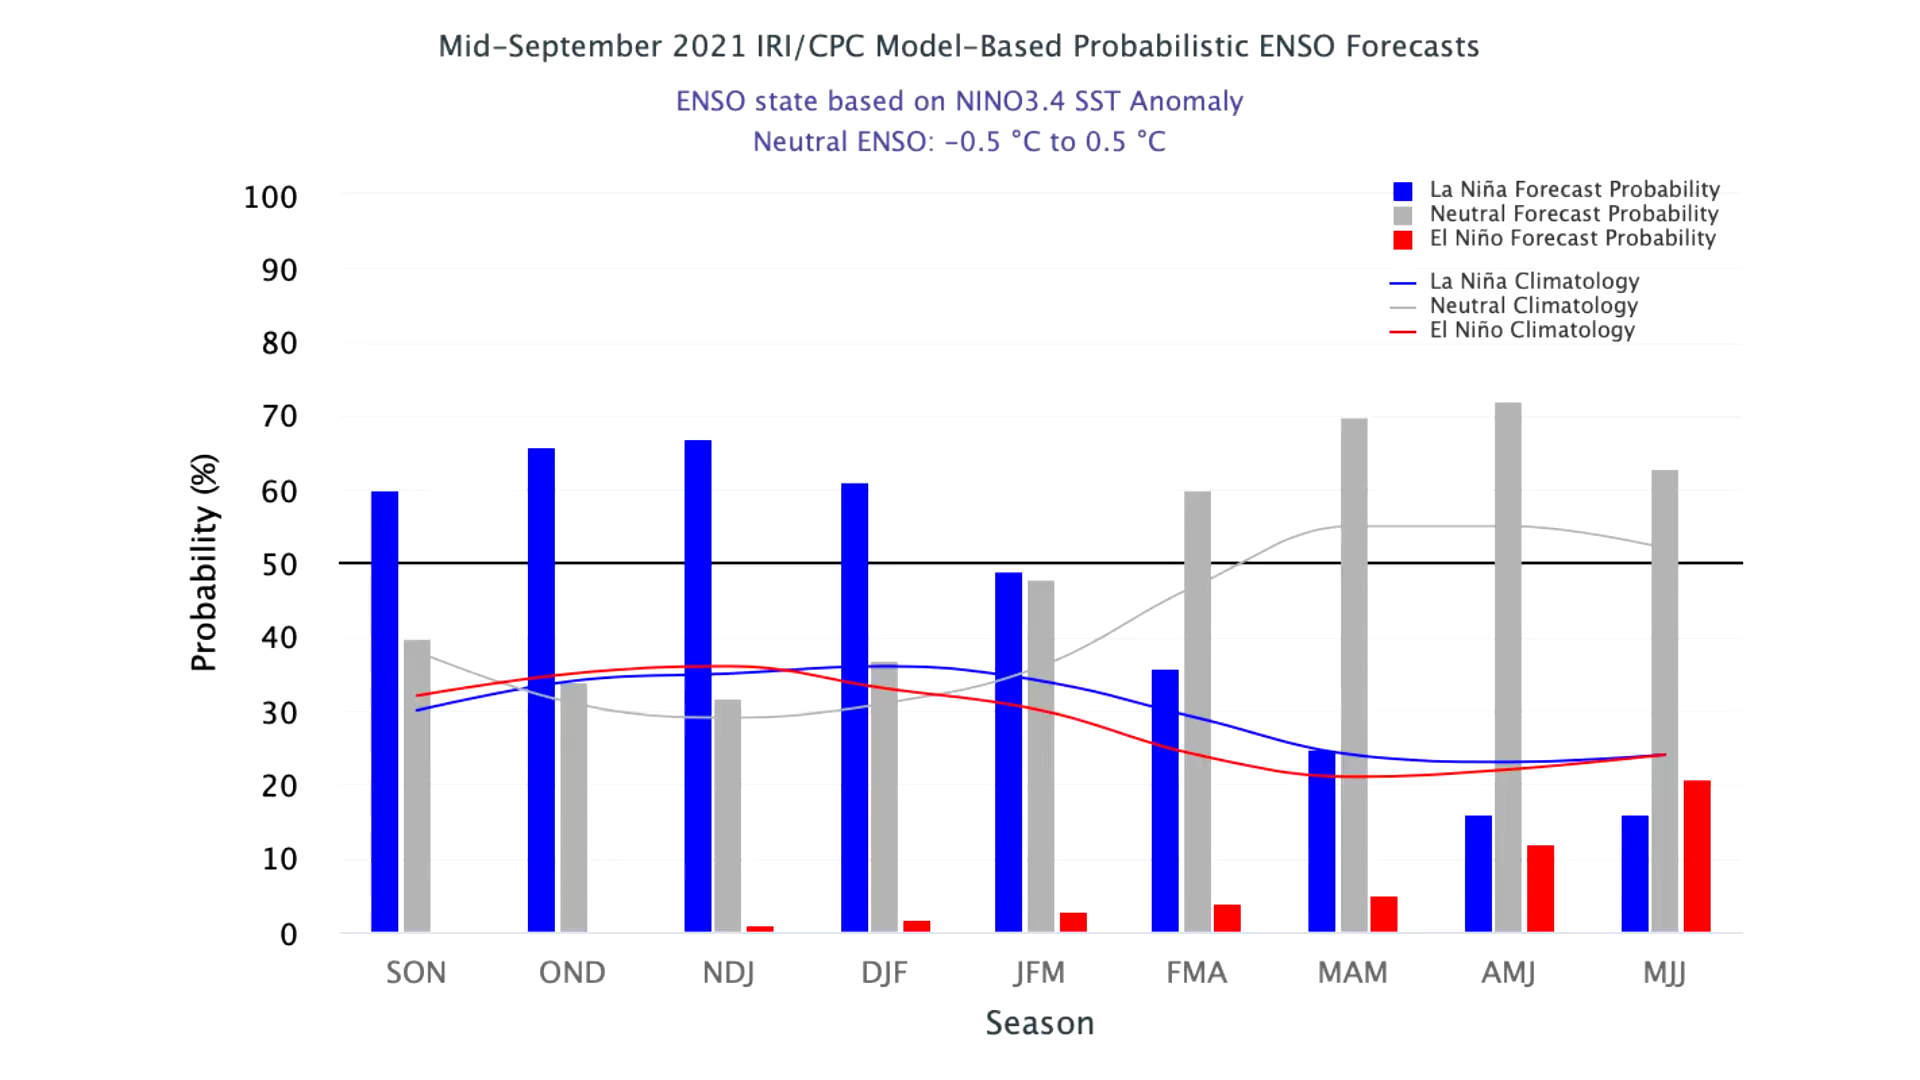 Mid-September 2021 IRI/CPC Model-Based Probabilistic ENSO Forecasts
ENSO state based on NINO3.4 SST Anomaly
Neutral ENSO: -0.5 °C to 0.5 °C
La Niña Forecast Probability
Neutral Forecast Probability
El Niño Forecast Probability
La Niña Climatology
Neutral Climatology
El Niño Climatology
Probability (%)
100
90
80
70
60
50
40
30
20
10
0
SON OND NDJ DJF JFM FMA MAM AMJ MJJ
Season